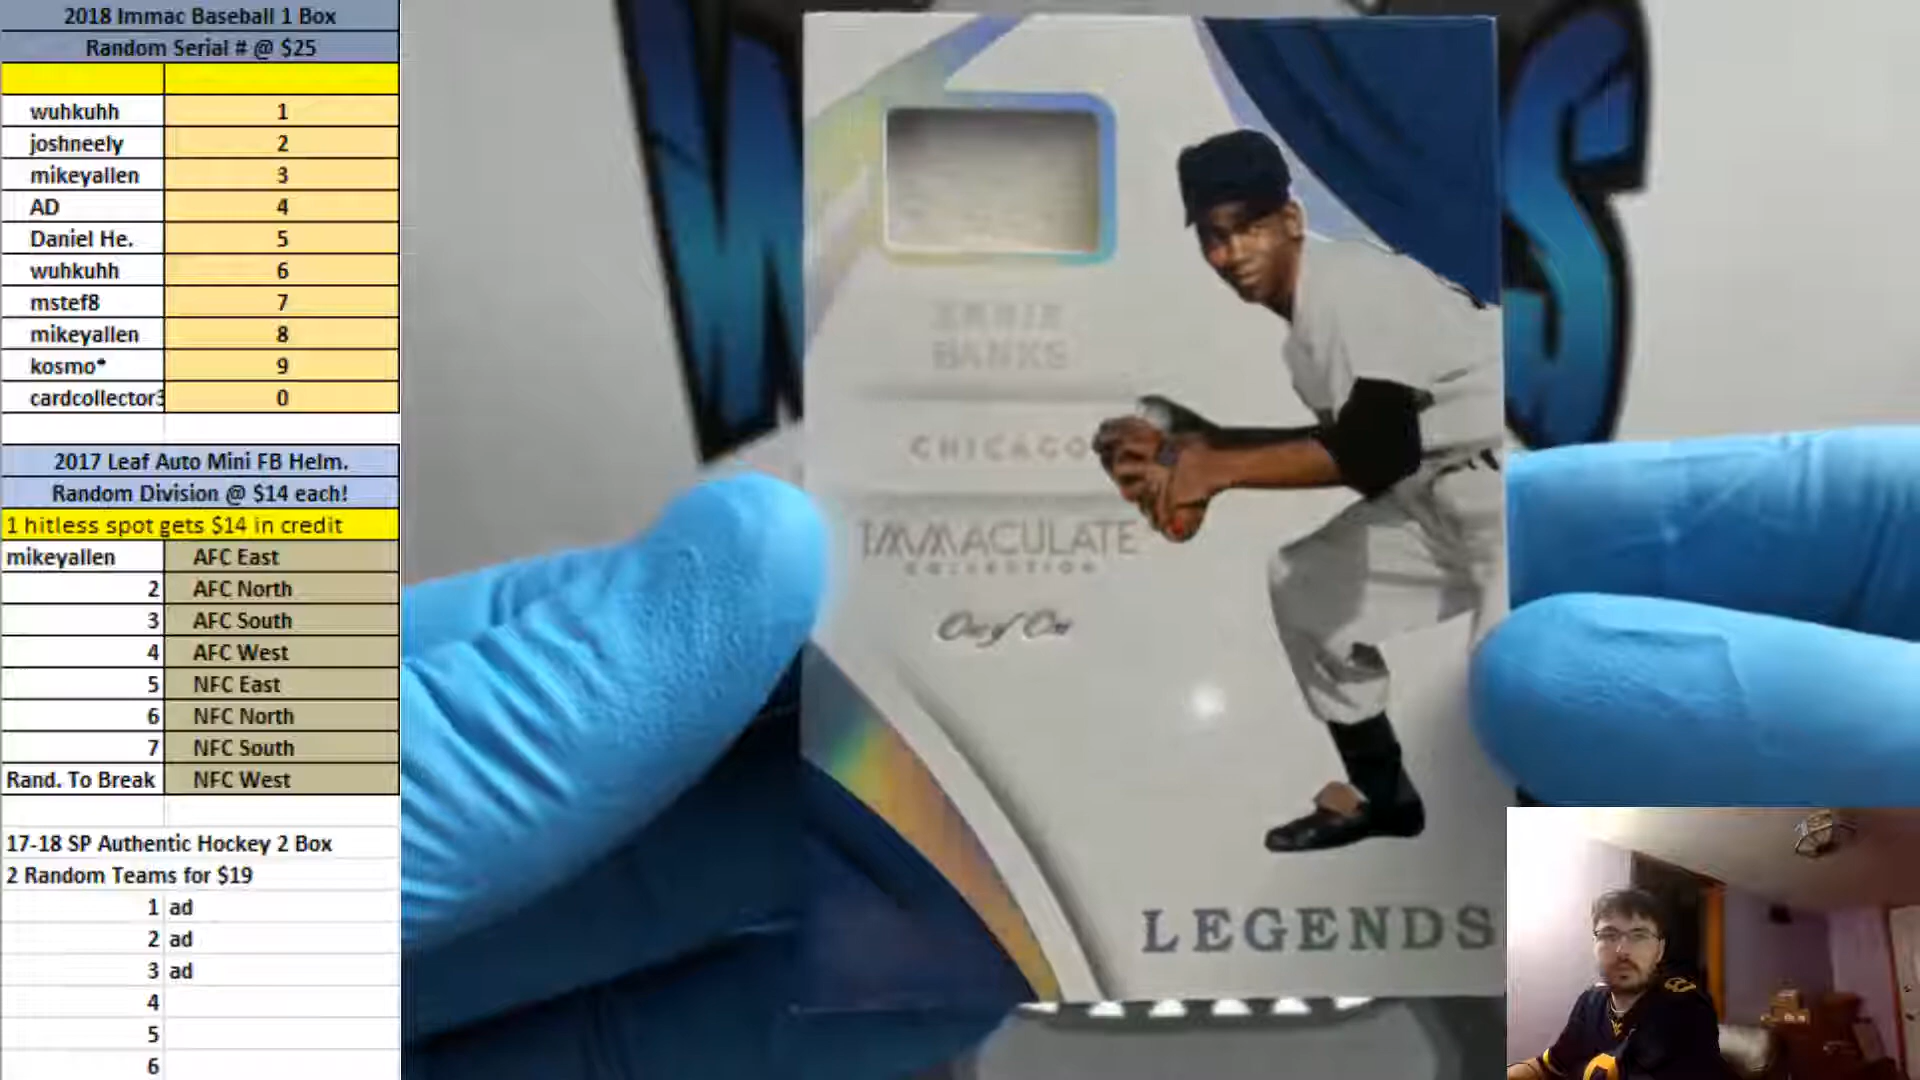 2018 Immac Baseball 1 Box
Random Serial # @ $25
wuhkuhh 1
joshneely 2
mikeyallen 3
AD 4
Daniel He. 5
wuhkuhh 6
mstef8 7
mikeyallen 8
kosmo* 9
cardcollector3 0
2017 Leaf Auto Mini FB Helm.
Random Division @ $14 each!
1 hitless spot gets $14 in credit
mikeyallen AFC East
2 AFC North
3 AFC South
4 AFC West
5 NFC East
6 NFC North
7 NFC South
Rand. To Break NFC West
17-18 SP Authentic Hockey 2 Box
2 Random Teams for $19
1 ad
2 ad
3 ad
4
5
6
ERNIE
BANKS
CHICAGO
IMMACULATE
COLLECTION
One of One
LEGENDS